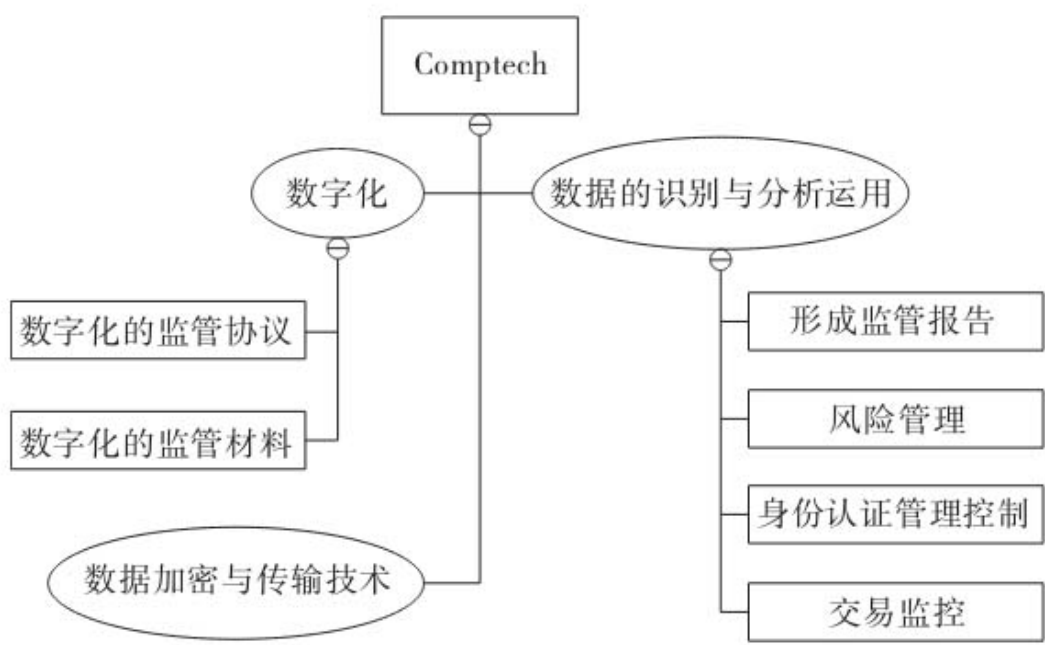 Comptech
数字化
数据的识别与分析运用
数字化的监管协议
数字化的监管材料
数据加密与传输技术
形成监管报告
风险管理
身份认证管理控制
交易监控